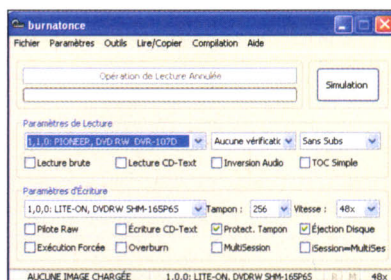 burnatonce
Fichier Paramètres Outils Lire/Copier Compilation Aide
Opération de Lecture Annulée
Simulation
Paramètres de Lecture
1,1,0: PIONEER, DVD RW DVR-107D Aucune vérificatic Sans Subs
Lecture brute Lecture CD-Text Inversion Audio TOC Simple
Paramètres d'Écriture
1,0,0: LITE-ON, DVDRW SHM-165P6S Tampon : 256 Vitesse : 48x
Pilote Raw Écriture CD-Text Protect. Tampon Éjection Disque
Exécution Forcée Overburn MultiSession iSession=MultiSes
AUCUNE IMAGE CHARGÉE 1,0,0: LITE-ON, DVDRW SHM-165P6S R/ M. 48x